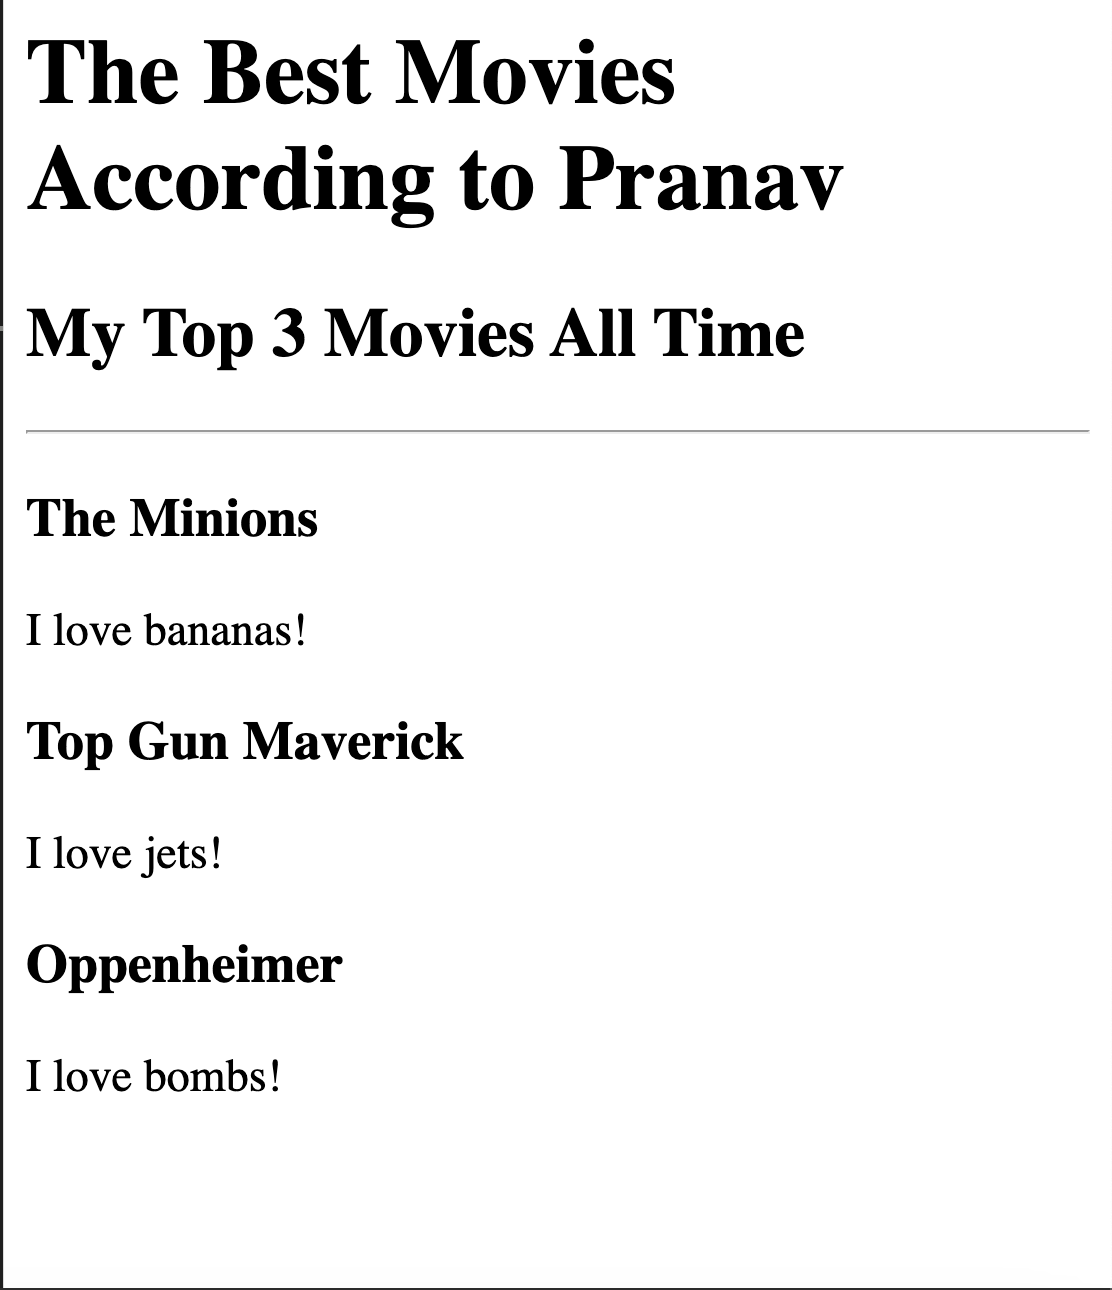 The Best Movies
According to Pranav
My Top 3 Movies All Time
The Minions
I love bananas!
Top Gun Maverick
I love jets!
Oppenheimer
I love bombs!